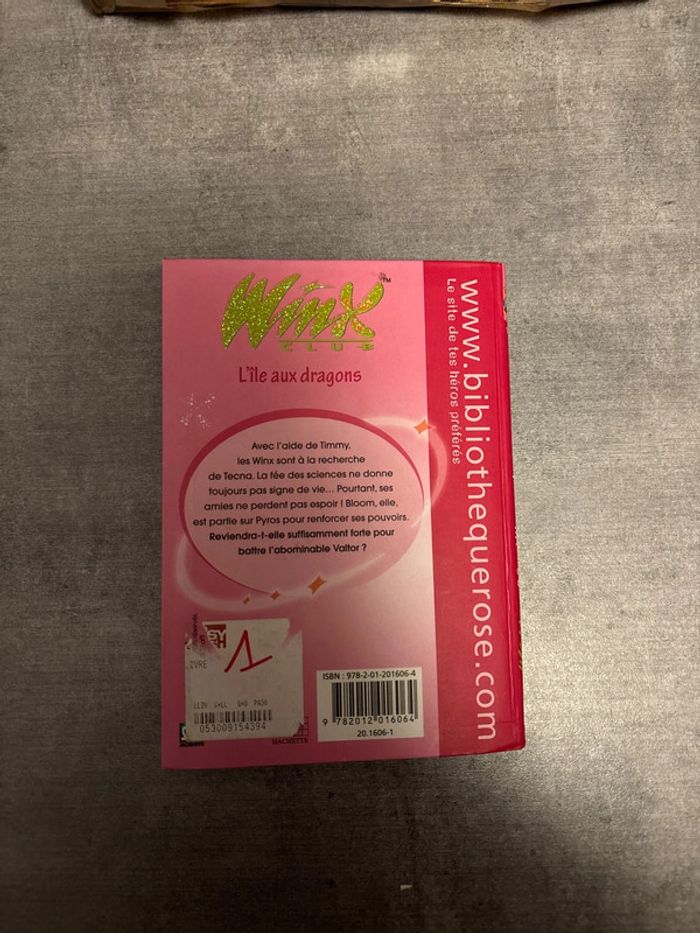 WinX™
CLUB
L'île aux dragons
Avec l'aide de Timmy,
les Winx sont à la recherche
de Tecna. La fée des sciences ne donne
toujours pas signe de vie... Pourtant, ses
amies ne perdent pas espoir ! Bloom, elle,
est partie sur Pyros pour renforcer ses pouvoirs.
Reviendra-t-elle suffisamment forte pour
battre l'abominable Valtor ?
www.bibliothequerose.com
Le site de tes héros préférés
1
053009154394
HACHETTE
ISBN : 978-2-01-201606-4
9 782012 016064
20.1606-1